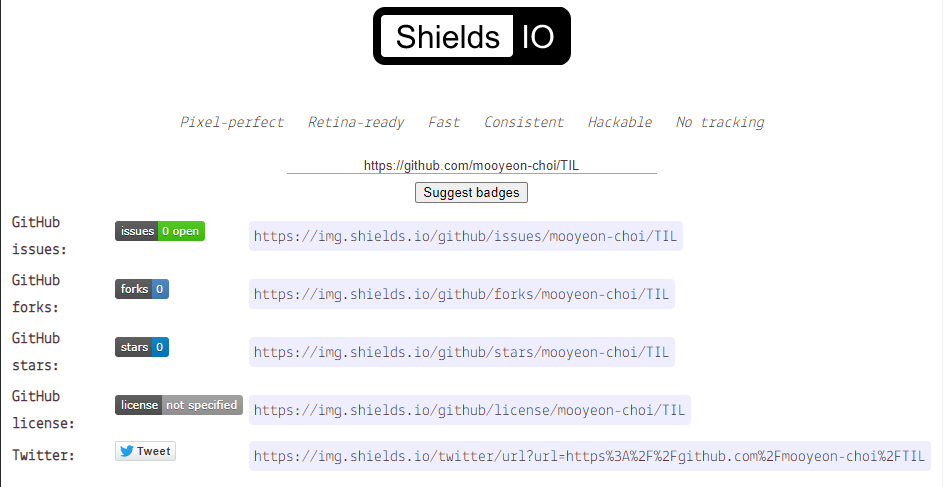 Shields IO
Pixel-perfect Retina-ready Fast Consistent Hackable No tracking
https://github.com/mooyeon-choi/TIL
Suggest badges
GitHub issues: issues 0 open https://img.shields.io/github/issues/mooyeon-choi/TIL
GitHub forks: forks 0 https://img.shields.io/github/forks/mooyeon-choi/TIL
GitHub stars: stars 0 https://img.shields.io/github/stars/mooyeon-choi/TIL
GitHub license: license not specified https://img.shields.io/github/license/mooyeon-choi/TIL
Twitter: Tweet https://img.shields.io/twitter/url?url=https%3A%2F%2Fgithub.com%2Fmooyeon-choi%2FTIL